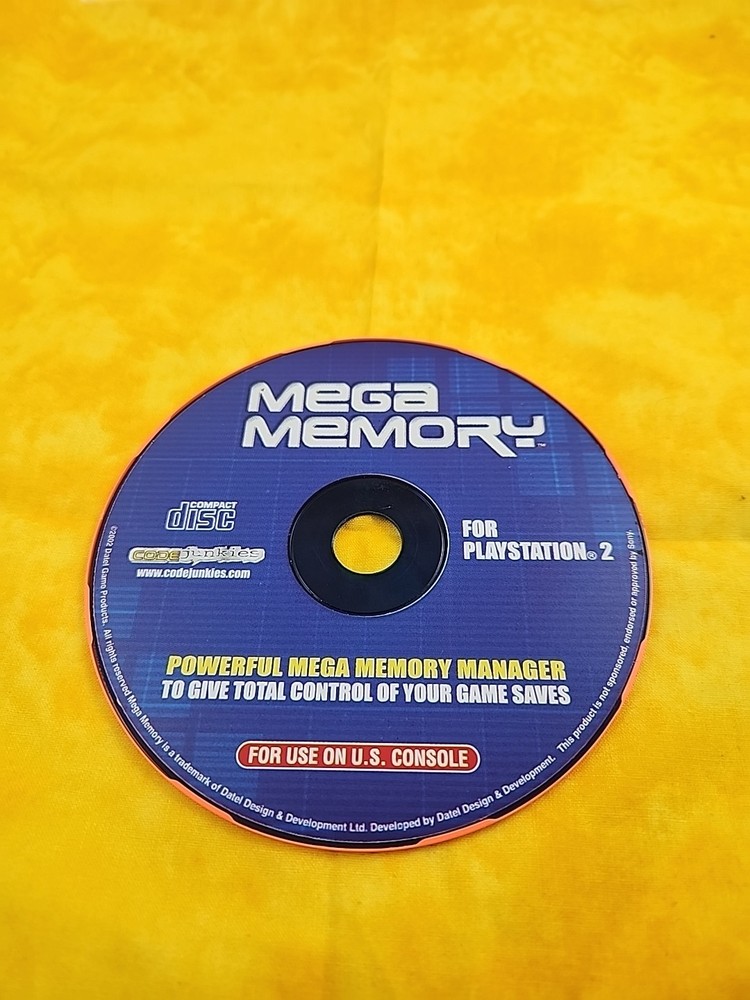 MEGA
MEMORY™
COMPACT
disc
CODEjunkies
www.codejunkies.com
FOR
PLAYSTATION® 2
POWERFUL MEGA MEMORY MANAGER
TO GIVE TOTAL CONTROL OF YOUR GAME SAVES
FOR USE ON U.S. CONSOLE
©2002 Datel Game Products. All rights reserved Mega Memory is a trademark of Datel Design & Development Ltd. Developed by Datel Design & Development. This product is not sponsored, endorsed or approved by Sony.